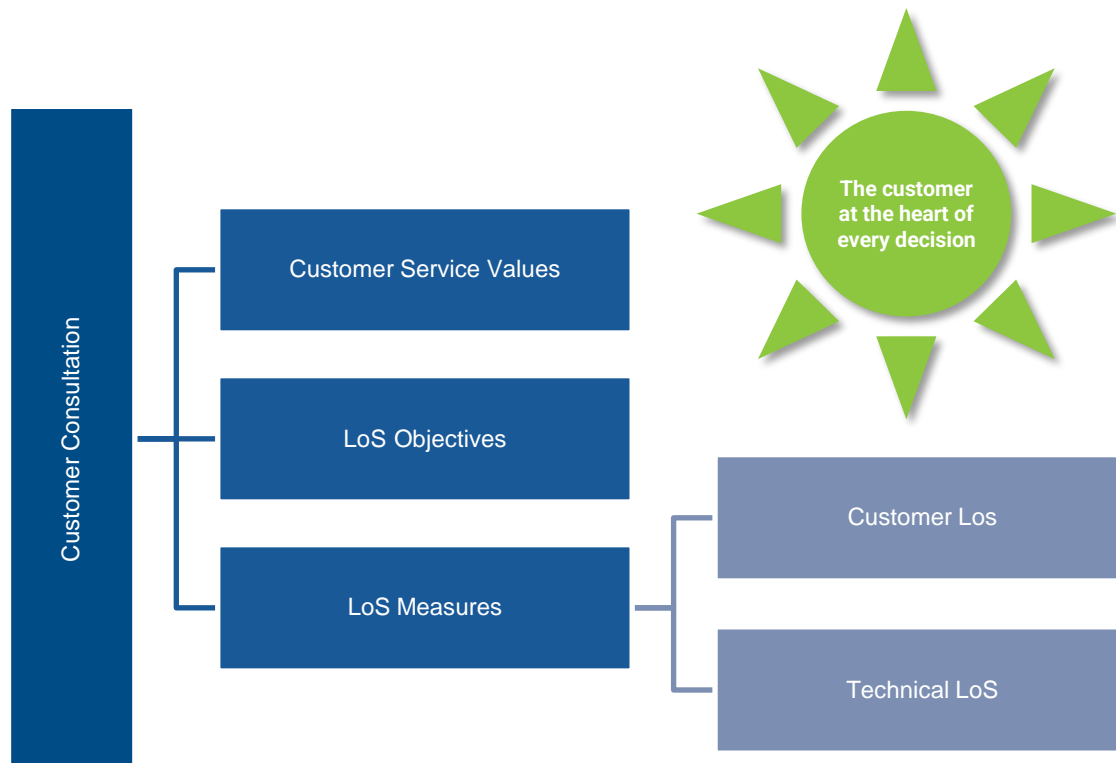 The customer
at the heart of
every decision
Customer Consultation
Customer Service Values
LoS Objectives
LoS Measures
Customer Los
Technical LoS